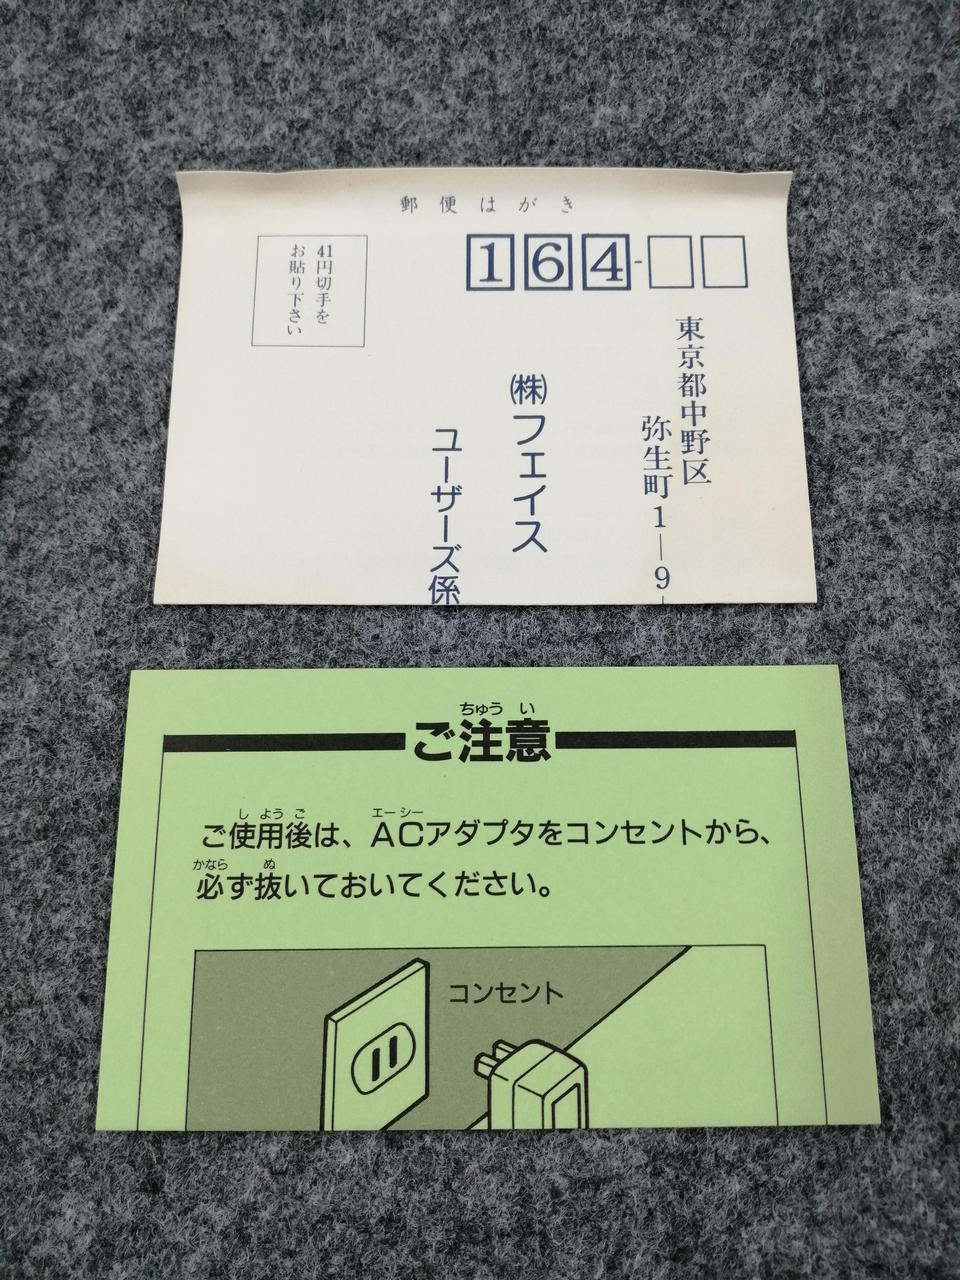 郵便はがき
41円切手を
お貼り下さい
164-
東京都中野区
弥生町1－9
㈱フェイス
ユーザーズ係
ちゅうい
ご注意
しようご エーシー
ご使用後は、ACアダプタをコンセントから、
かなら ぬ
必ず抜いておいてください。
コンセント